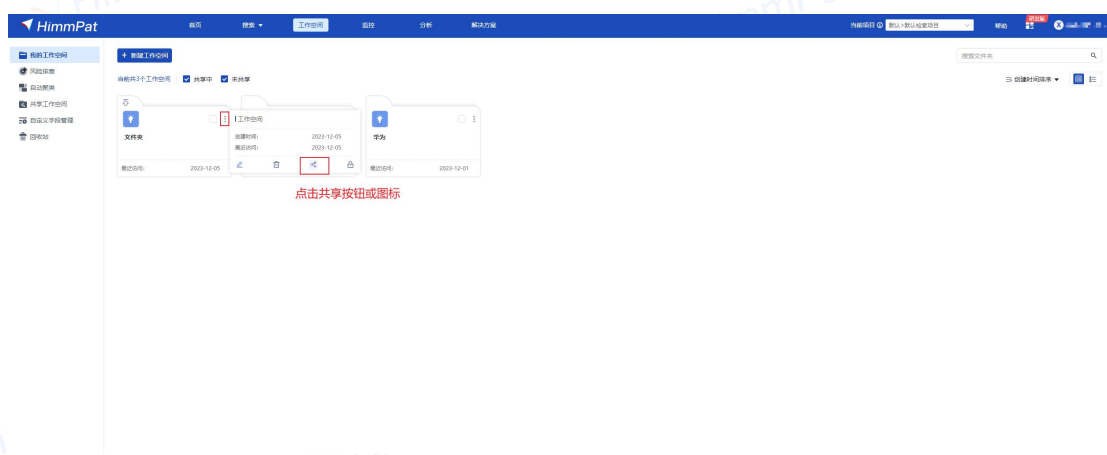 HimmPat
首页
搜索
工作空间
监控
分析
解决方案
当前项目
默认>默认检索项目
帮助
研发版
X
我的工作空间
风险排查
自动聚类
共享工作空间
自定义字段管理
回收站
+ 新建工作空间
搜索文件夹
当前共3个工作空间
共享中
未共享
创建时间排序
文件夹
最近访问: 2023-12-05
工作空间
创建时间: 2023-12-05
最近访问: 2023-12-05
华为
最近访问: 2023-12-01
点击共享按钮或图标